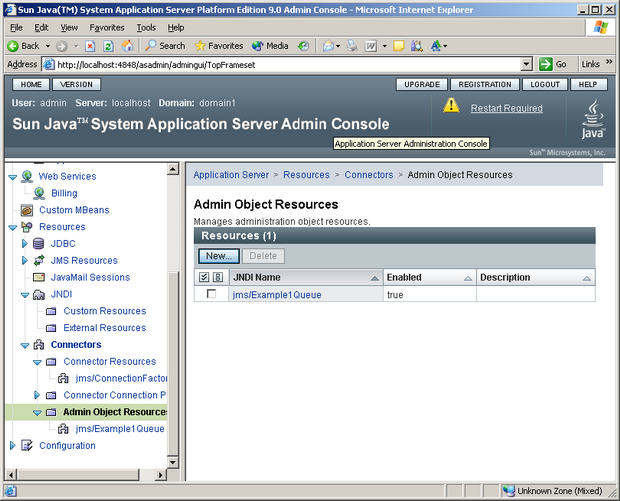 Sun Java(TM) System Application Server Platform Edition 9.0 Admin Console - Microsoft Internet Explorer
File Edit View Favorites Tools Help
Back Search Favorites Media
Address http://localhost:4848/asadmin/admingui/TopFrameset Go Links »
HOME VERSION UPGRADE REGISTRATION LOGOUT HELP
User: admin Server: localhost Domain: domain1 Restart Required
Sun Java™ System Application Server Admin Console
Java™
Application Server Administration Console
Sun™ Microsystems, Inc.
Web Services
Billing
Custom MBeans
Resources
JDBC
JMS Resources
JavaMail Sessions
JNDI
Custom Resources
External Resources
Connectors
Connector Resources
jms/ConnectionFacto
Connector Connection P
Admin Object Resources
jms/Example1Queue
Configuration
Application Server > Resources > Connectors > Admin Object Resources
Admin Object Resources
Manages administration object resources.
Resources (1)
New... Delete
JNDI Name Enabled Description
jms/Example1Queue true
Unknown Zone (Mixed)